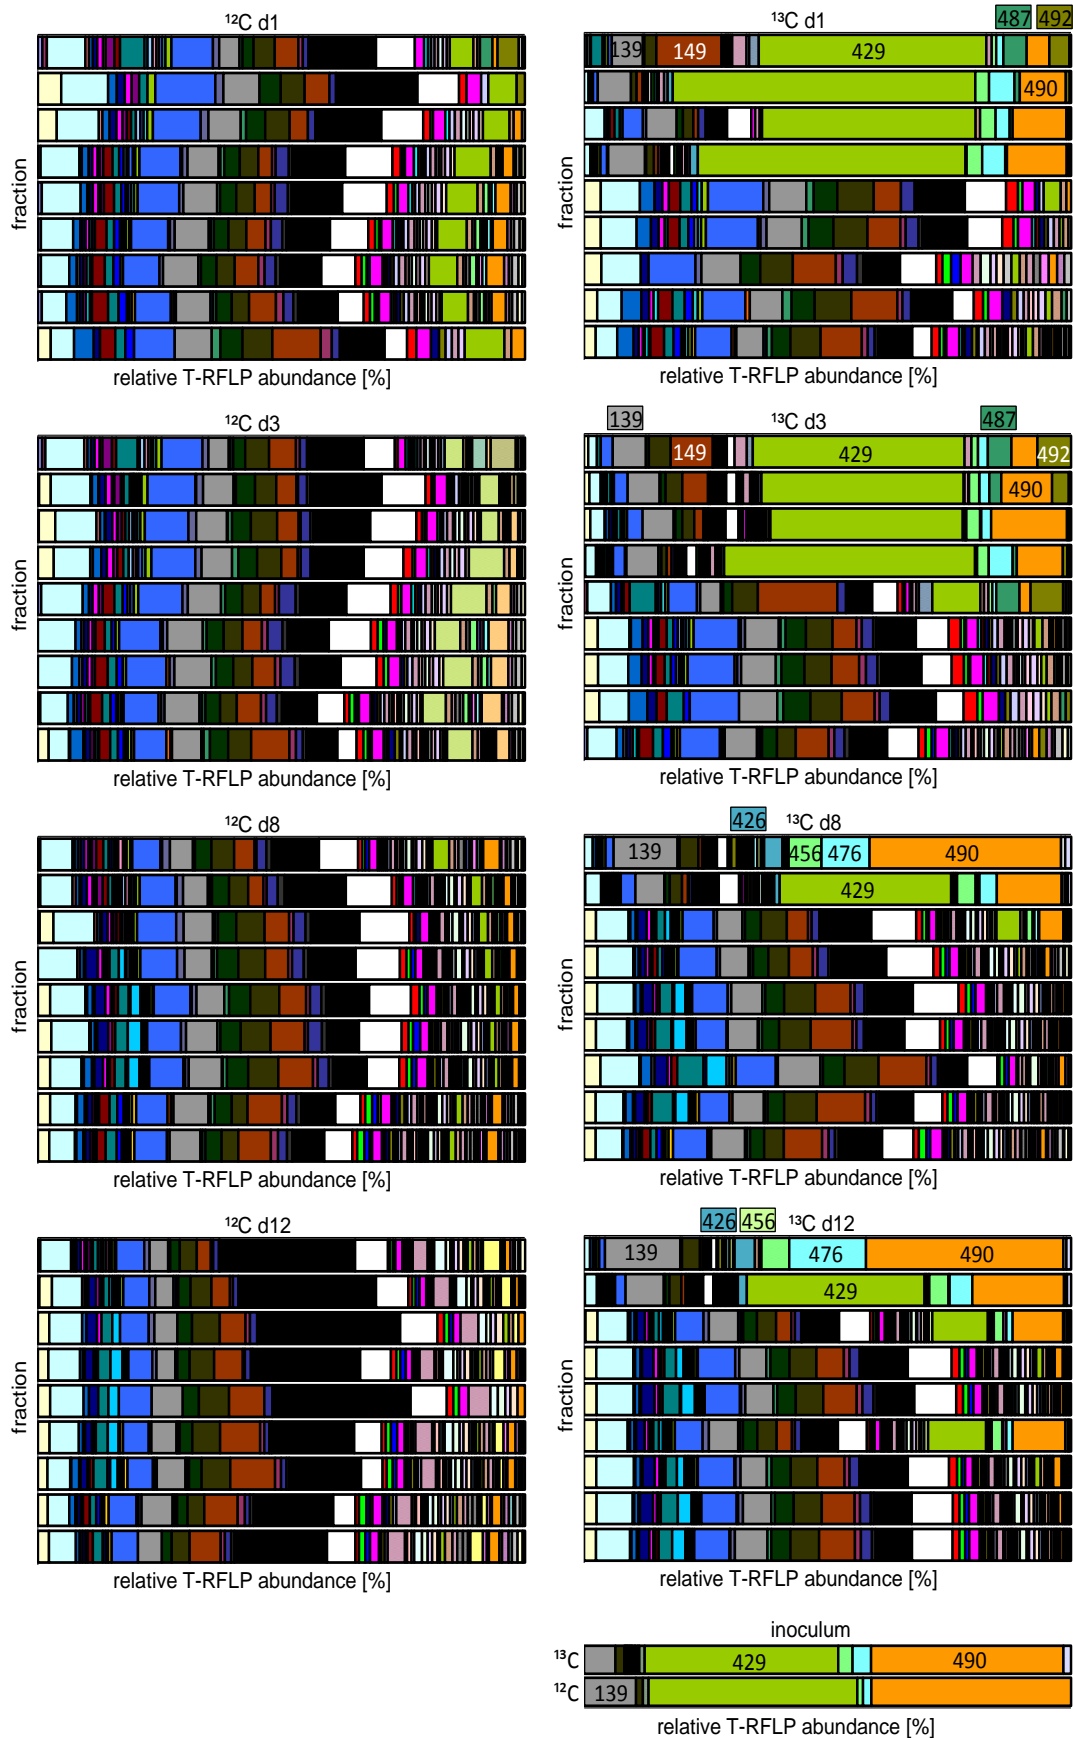 ¹²C d1
¹³C d1
487
492
139
149
429
490
fraction
fraction
relative T-RFLP abundance [%]
relative T-RFLP abundance [%]
¹²C d3
139
¹³C d3
487
149
429
492
490
fraction
fraction
relative T-RFLP abundance [%]
relative T-RFLP abundance [%]
¹²C d8
426
¹³C d8
139
456
476
490
429
fraction
fraction
relative T-RFLP abundance [%]
relative T-RFLP abundance [%]
¹²C d12
426
456
¹³C d12
139
476
490
429
fraction
fraction
relative T-RFLP abundance [%]
relative T-RFLP abundance [%]
inoculum
¹³C
429
490
¹²C
139
relative T-RFLP abundance [%]